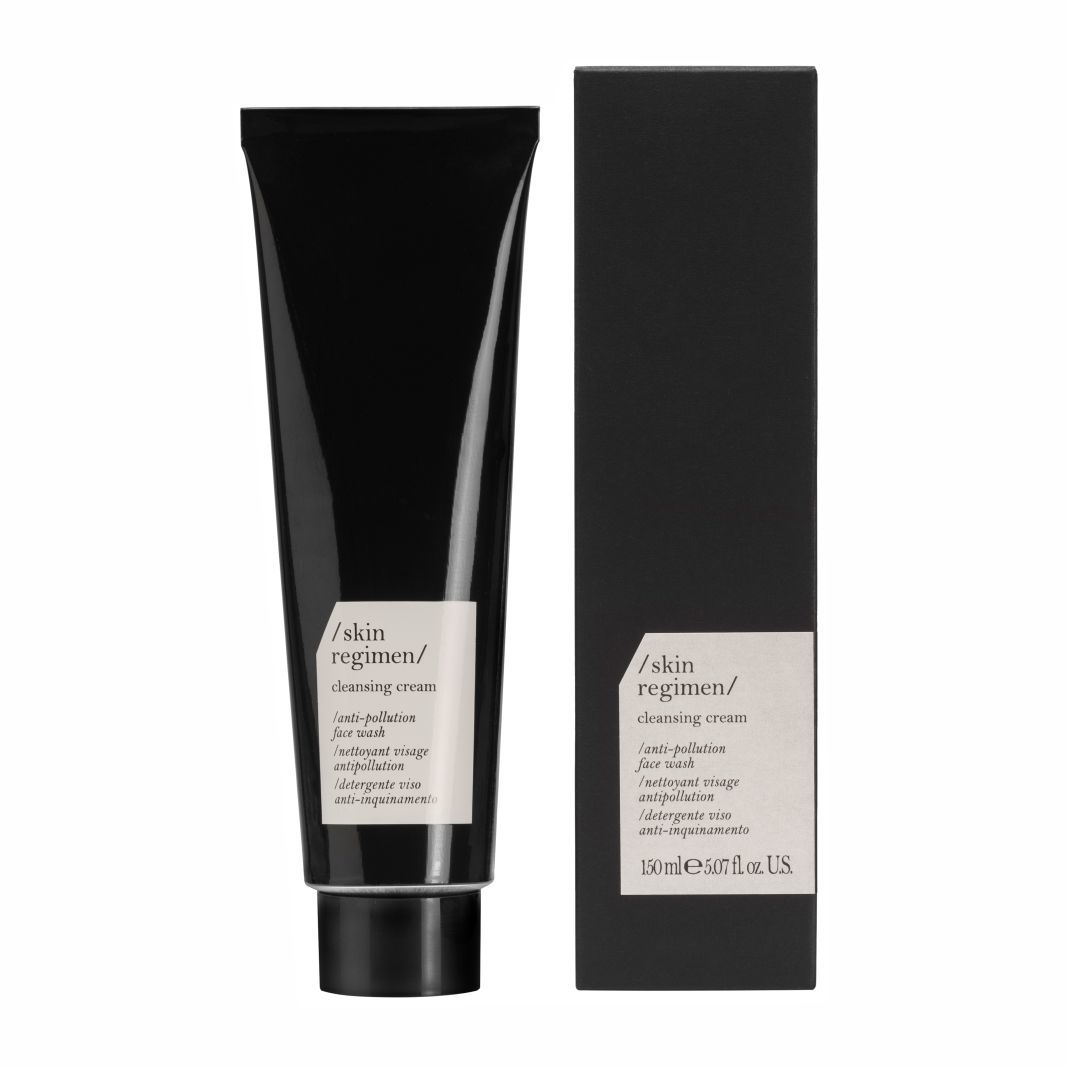 /skin
regimen/
cleansing cream
/anti-pollution
face wash
/nettoyant visage
antipollution
/detergente viso
anti-inquinamento
/skin
regimen/
cleansing cream
/anti-pollution
face wash
/nettoyant visage
antipollution
/detergente viso
anti-inquinamento
150 ml e 5.07 fl. oz. U.S.